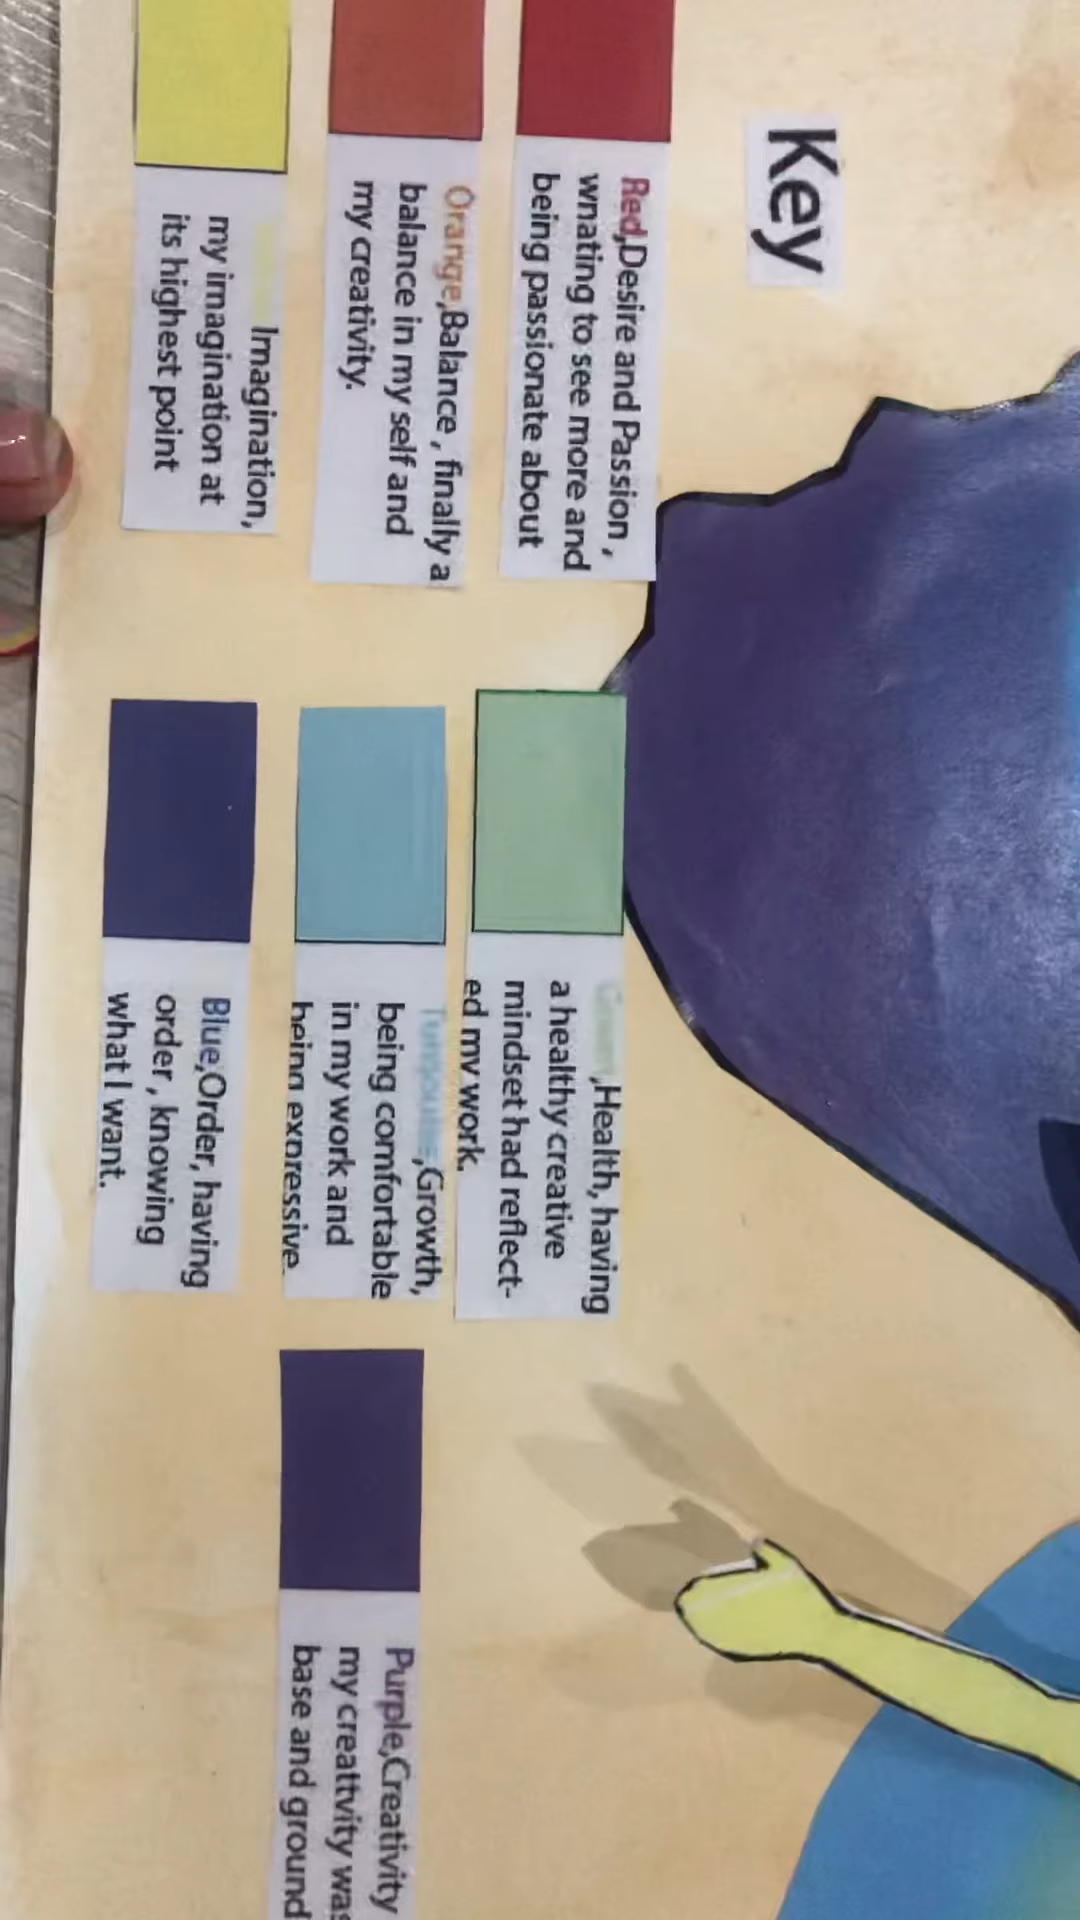 Key
Red,Desire and Passion ,
wnating to see more and
being passionate about
Orange,Balance , finally a
balance in my self and
my creativity.
Imagination,
my imagination at
its highest point
Green,Health, having
a healthy creative
mindset had reflect-
ed my work.
,Growth,
being comfortable
in my work and
being expressive
Blue,Order, having
order , knowing
what I want.
Purple,Creativity
my creattvity was
base and ground